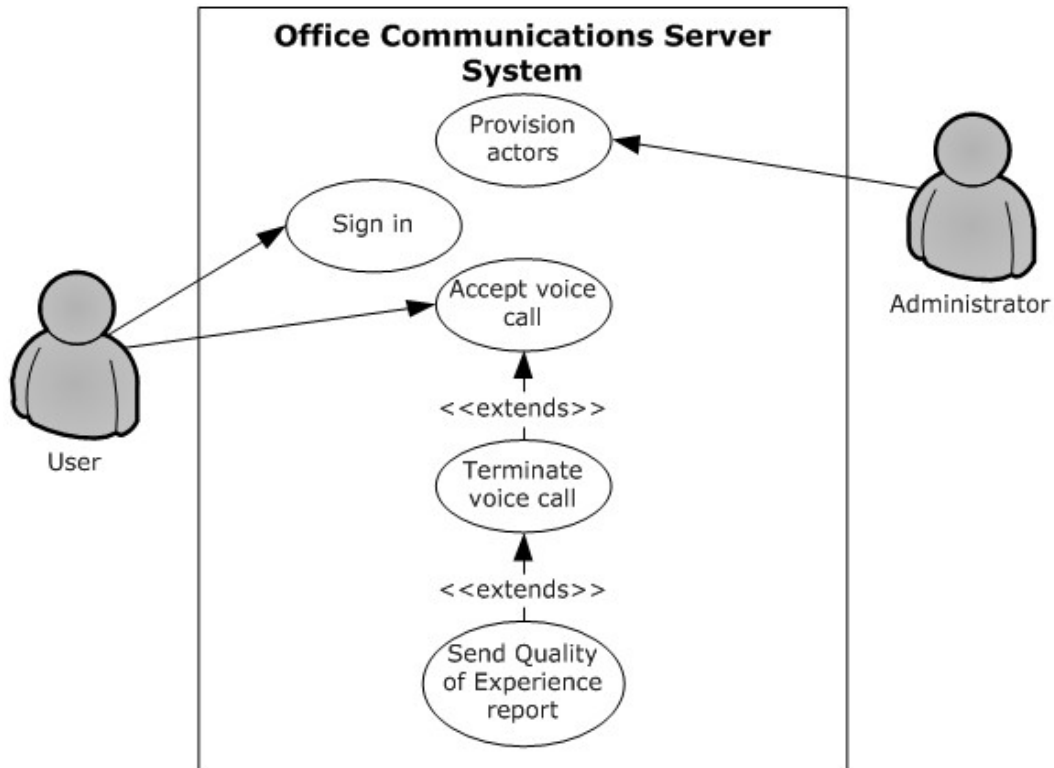 Office Communications Server
System
Provision
actors
Sign in
Accept voice
call
Administrator
<<extends>>
User
Terminate
voice call
<<extends>>
Send Quality
of Experience
report